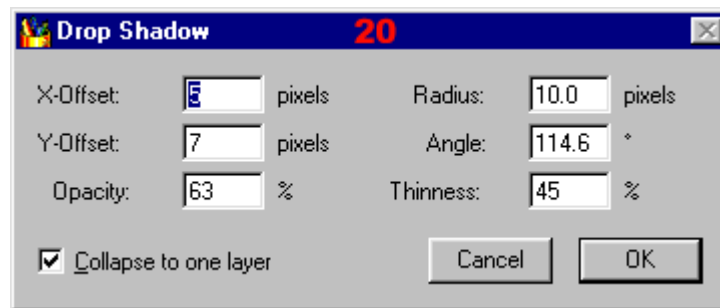 Drop Shadow 20
X-Offset: 5 pixels Radius: 10.0 pixels
Y-Offset: 7 pixels Angle: 114.6 °
Opacity: 63 % Thinness: 45 %
Collapse to one layer Cancel OK